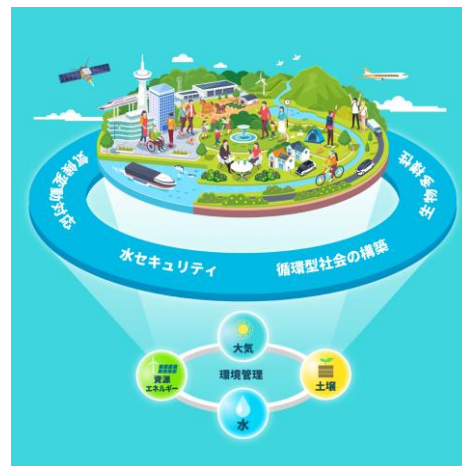 気候変動対応
生物多様性
水セキュリティ
循環型社会の構築
大気
資源
エネルギー
環境管理
土壌
水